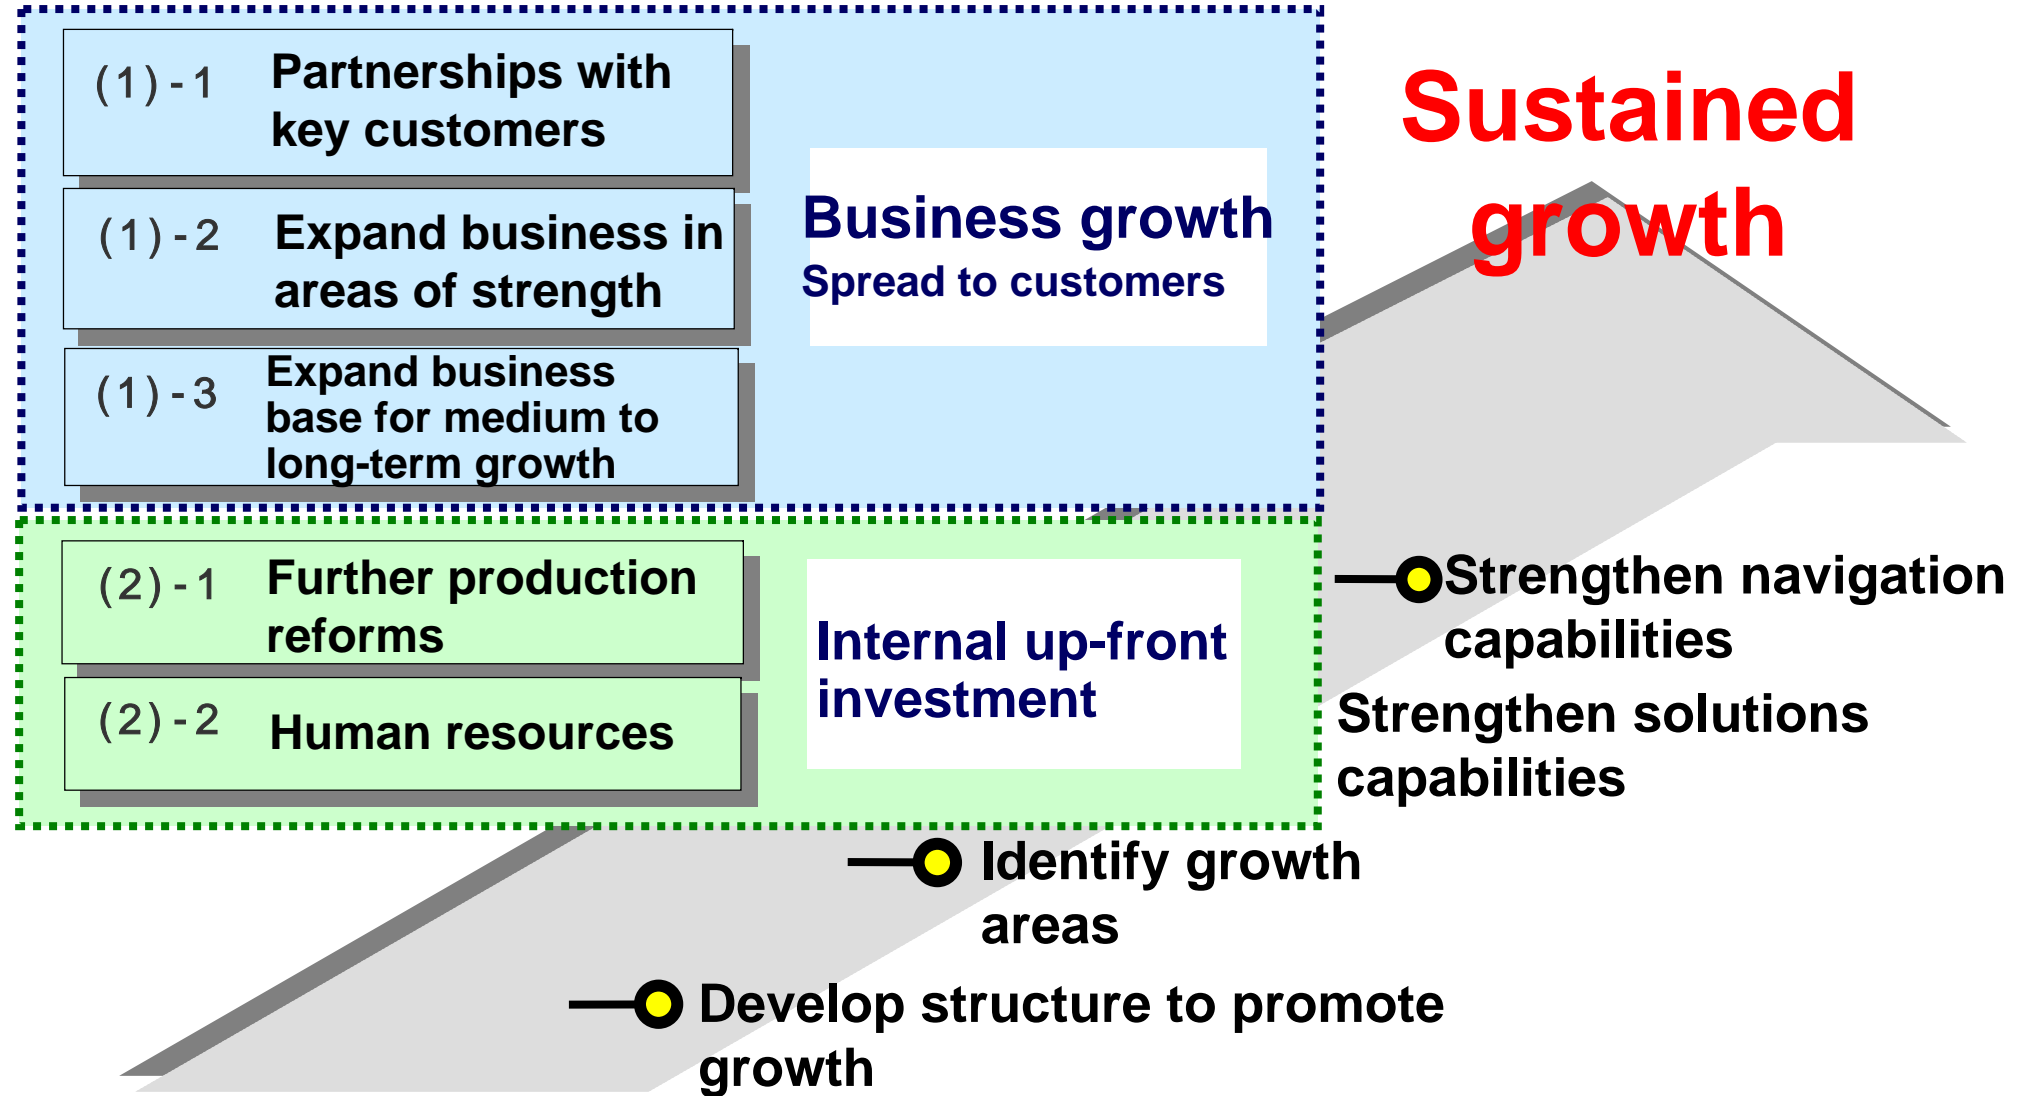 (1)-1 Partnerships with
key customers
(1)-2 Expand business in
areas of strength
(1)-3 Expand business
base for medium to
long-term growth
Business growth
Spread to customers
Sustained
growth
(2)-1 Further production
reforms
(2)-2 Human resources
Internal up-front
investment
Strengthen navigation
capabilities
Strengthen solutions
capabilities
Identify growth
areas
Develop structure to promote
growth